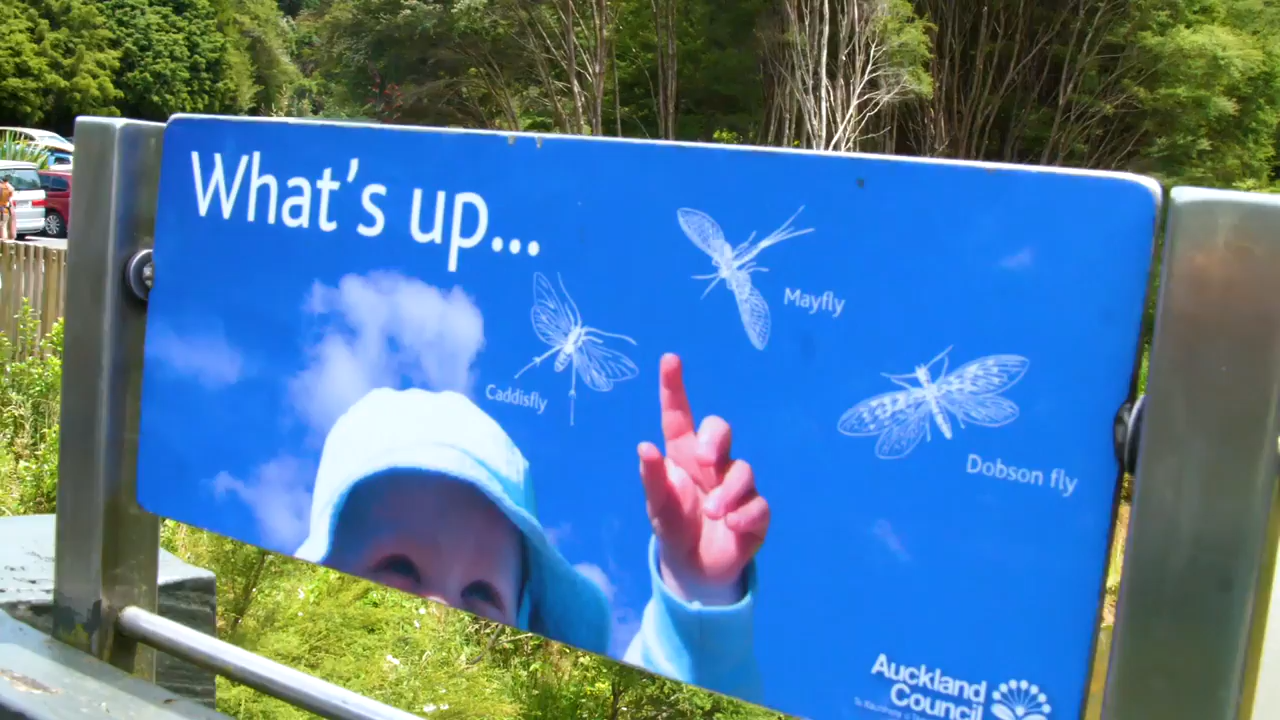 What's up...
Mayfly
Caddisfly
Dobson fly
Auckland
Council